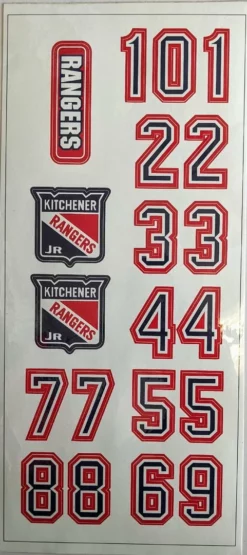 RANGERS
101
22
KITCHENER
RANGERS
JR
33
KITCHENER
RANGERS
JR
44
77
55
88
69